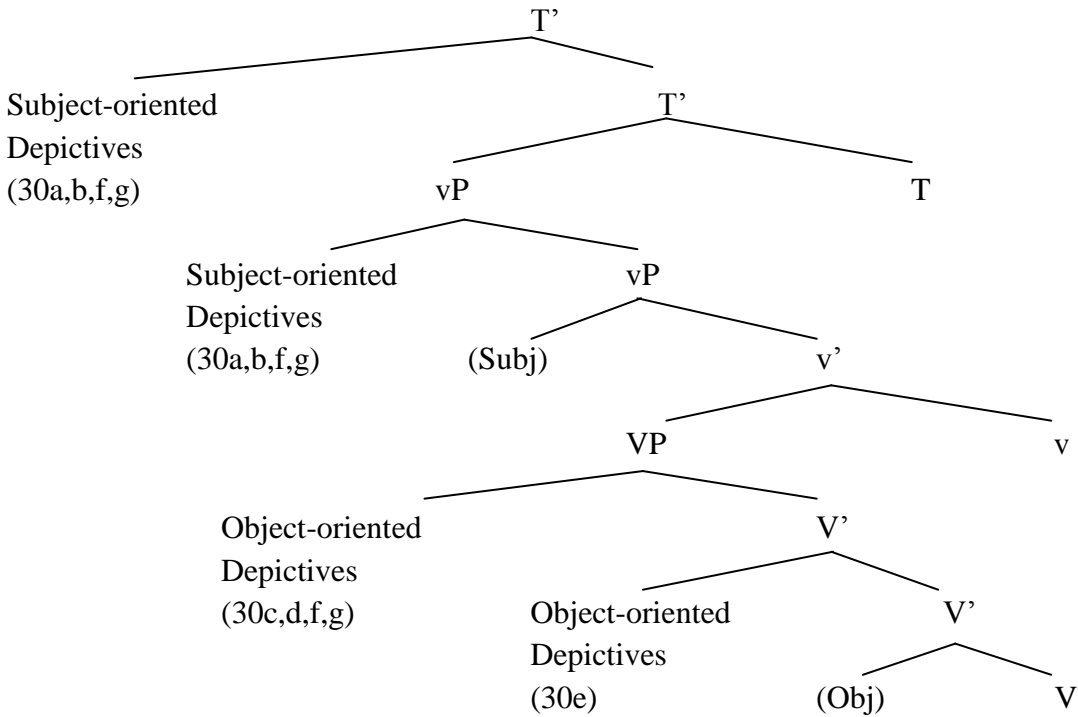 T’
Subject-oriented
Depictives
(30a,b,f,g)
T’
vP
T
Subject-oriented
Depictives
(30a,b,f,g)
vP
(Subj)
v’
VP
v
Object-oriented
Depictives
(30c,d,f,g)
V’
Object-oriented
Depictives
(30e)
V’
(Obj)
V